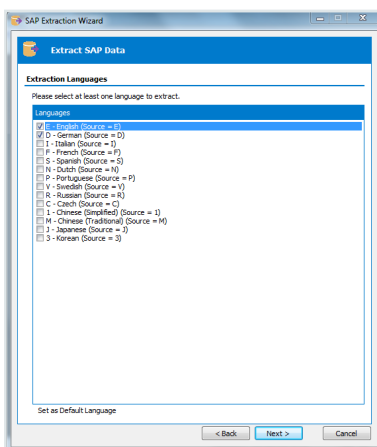 SAP Extraction Wizard
Extract SAP Data
Extraction Languages
Please select at least one language to extract.
Languages
E - English (Source = E)
D - German (Source = D)
I - Italian (Source = I)
F - French (Source = F)
S - Spanish (Source = S)
N - Dutch (Source = N)
P - Portuguese (Source = P)
V - Swedish (Source = V)
R - Russian (Source = R)
C - Czech (Source = C)
1 - Chinese (Simplified) (Source = 1)
M - Chinese (Traditional) (Source = M)
J - Japanese (Source = J)
3 - Korean (Source = 3)
Set as Default Language
< Back
Next >
Cancel